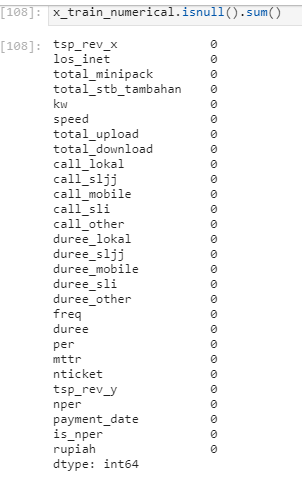 [108]: x_train_numerical.isnull().sum()
[108]: tsp_rev_x 0
los_inet 0
total_minipack 0
total_stb_tambahan 0
kw 0
speed 0
total_upload 0
total_download 0
call_lokal 0
call_sljj 0
call_mobile 0
call_sli 0
call_other 0
duree_lokal 0
duree_sljj 0
duree_mobile 0
duree_sli 0
duree_other 0
freq 0
duree 0
per 0
mttr 0
nticket 0
tsp_rev_y 0
nper 0
payment_date 0
is_nper 0
rupiah 0
dtype: int64